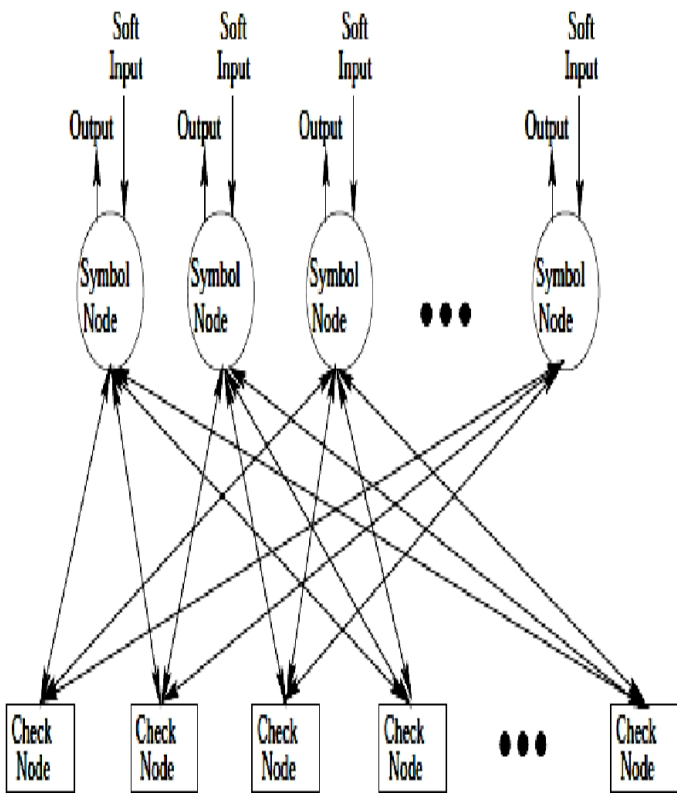 Soft Soft Soft Soft
Input Input Input Input
Output Output Output Output
Symbol Symbol Symbol Symbol
Node Node Node Node
Check Check Check Check Check
Node Node Node Node Node